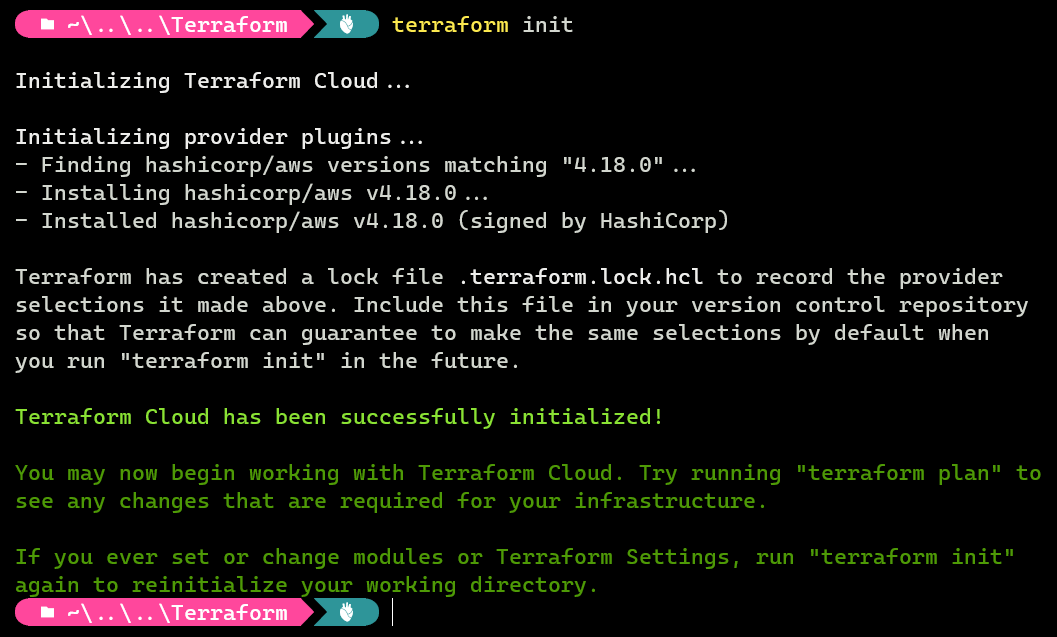 ~\..\..\Terraform terraform init
Initializing Terraform Cloud...
Initializing provider plugins...
- Finding hashicorp/aws versions matching "4.18.0"...
- Installing hashicorp/aws v4.18.0...
- Installed hashicorp/aws v4.18.0 (signed by HashiCorp)
Terraform has created a lock file .terraform.lock.hcl to record the provider
selections it made above. Include this file in your version control repository
so that Terraform can guarantee to make the same selections by default when
you run "terraform init" in the future.
Terraform Cloud has been successfully initialized!
You may now begin working with Terraform Cloud. Try running "terraform plan" to
see any changes that are required for your infrastructure.
If you ever set or change modules or Terraform Settings, run "terraform init"
again to reinitialize your working directory.
~\..\..\Terraform